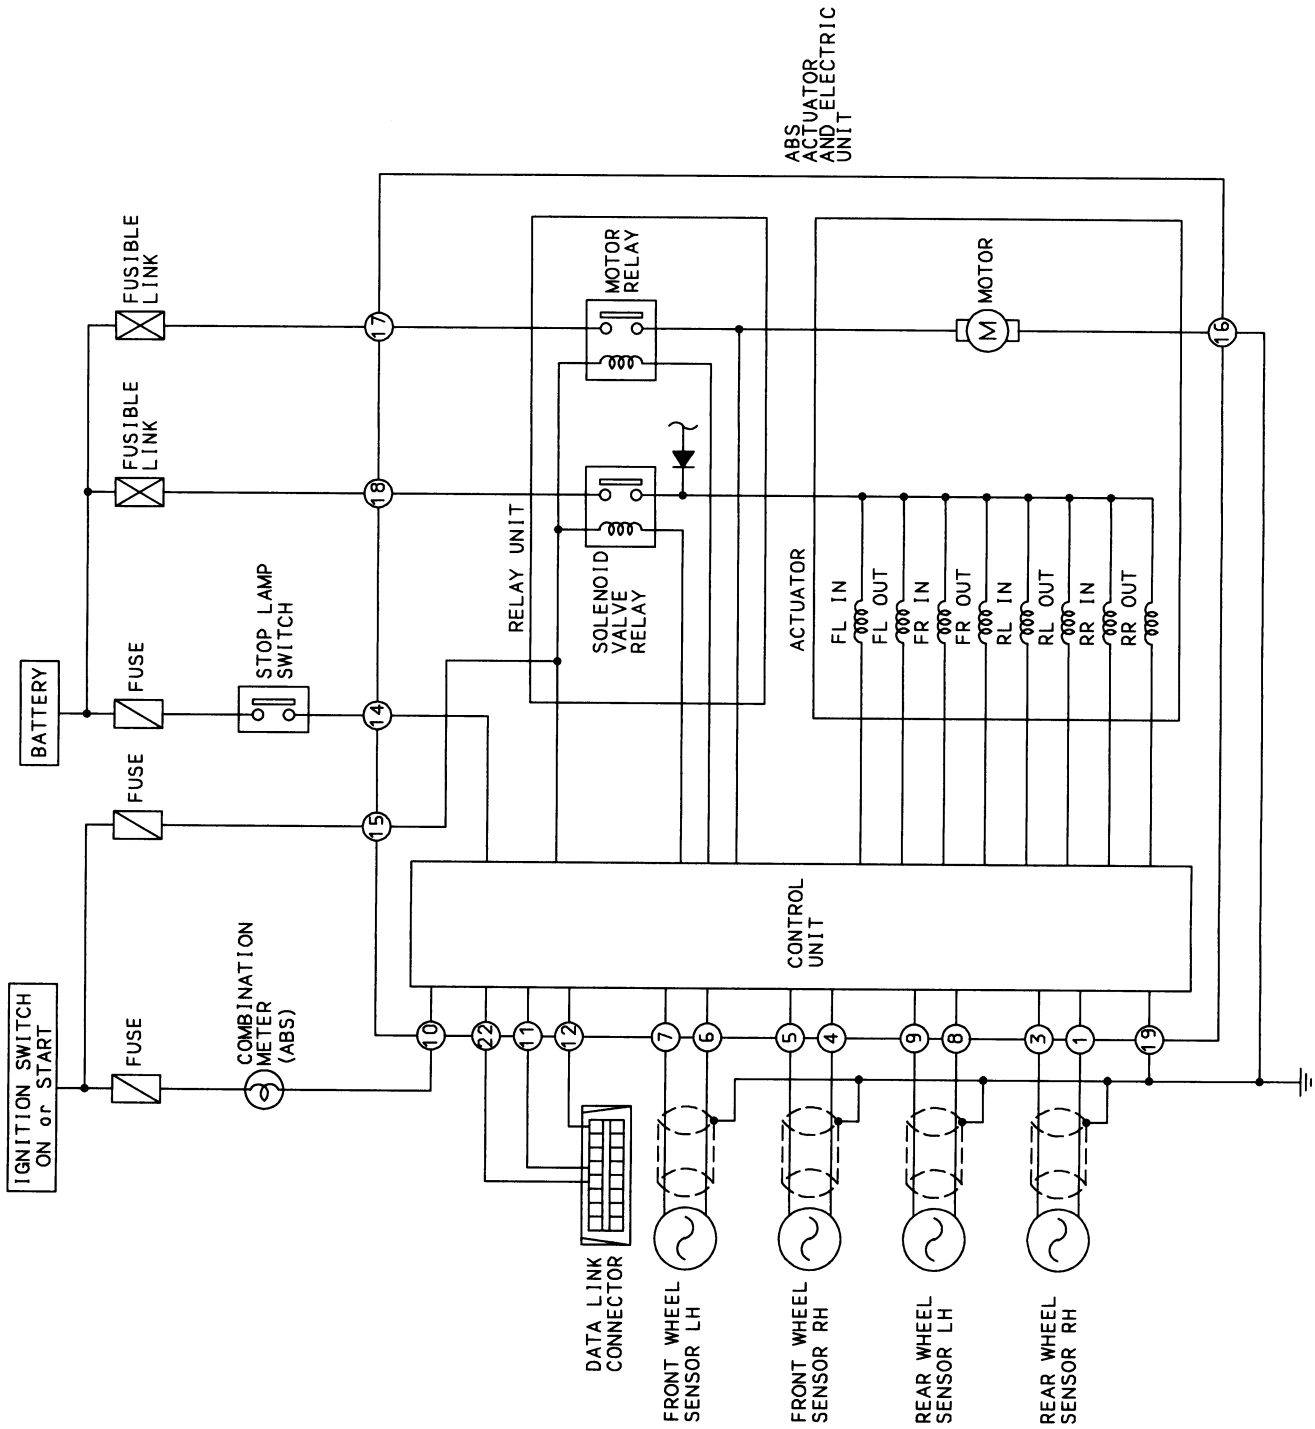 BATTERY
IGNITION SWITCH
ON or START
FUSE
FUSE
FUSE
FUSIBLE
LINK
FUSIBLE
LINK
COMBINATION
METER
(ABS)
STOP LAMP
SWITCH
10
15
14
18
17
22
11
12
7
6
5
4
9
8
3
1
19
16
RELAY UNIT
SOLENOID
VALVE
RELAY
MOTOR
RELAY
ABS
ACTUATOR
AND ELECTRIC
UNIT
CONTROL
UNIT
ACTUATOR
FL IN
FL OUT
FR IN
FR OUT
RL IN
RL OUT
RR IN
RR OUT
MOTOR
M
DATA LINK
CONNECTOR
FRONT WHEEL
SENSOR LH
FRONT WHEEL
SENSOR RH
REAR WHEEL
SENSOR LH
REAR WHEEL
SENSOR RH